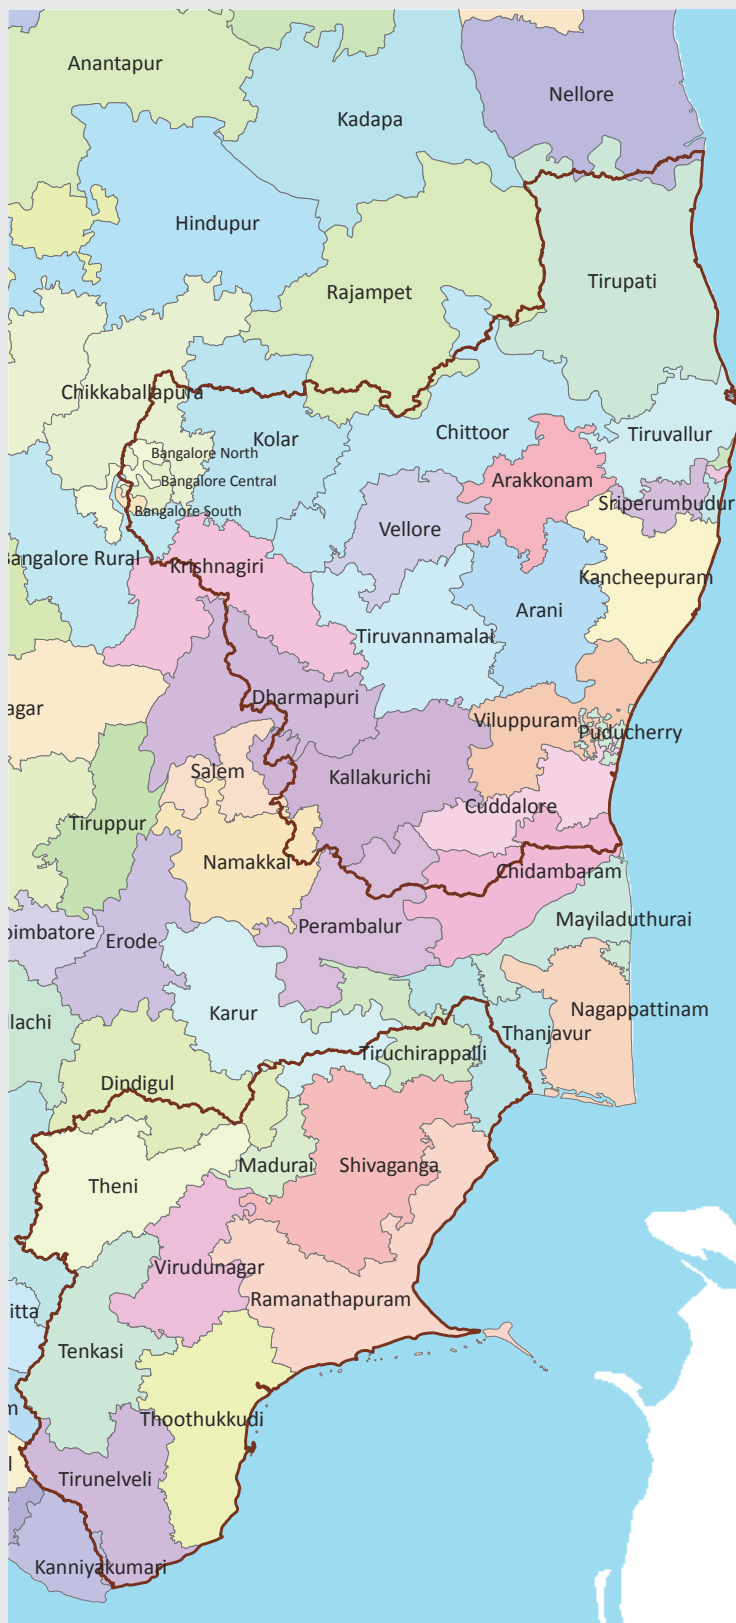 Anantapur
Nellore
Kadapa
Hindupur
Tirupati
Rajampet
Chikkaballapura
Kolar
Chittoor
Tiruvallur
Bangalore North
Bangalore Central
Arakkonam
Sriperumbudur
Bangalore South
Vellore
angalore Rural
Krishnagiri
Kancheepuram
Arani
Tiruvannamalai
Dharmapuri
agar
Viluppuram
Puducherry
Salem
Kallakurichi
Cuddalore
Tiruppur
Namakkal
Chidambaram
Mayiladuthurai
Perambalur
oimbatore
Erode
Karur
Nagappattinam
llachi
Thanjavur
Tiruchirappalli
Dindigul
Madurai
Shivaganga
Theni
Virudunagar
Ramanathapuram
itta
Tenkasi
m
Thoothukkudi
l
Tirunelveli
Kanniyakumari